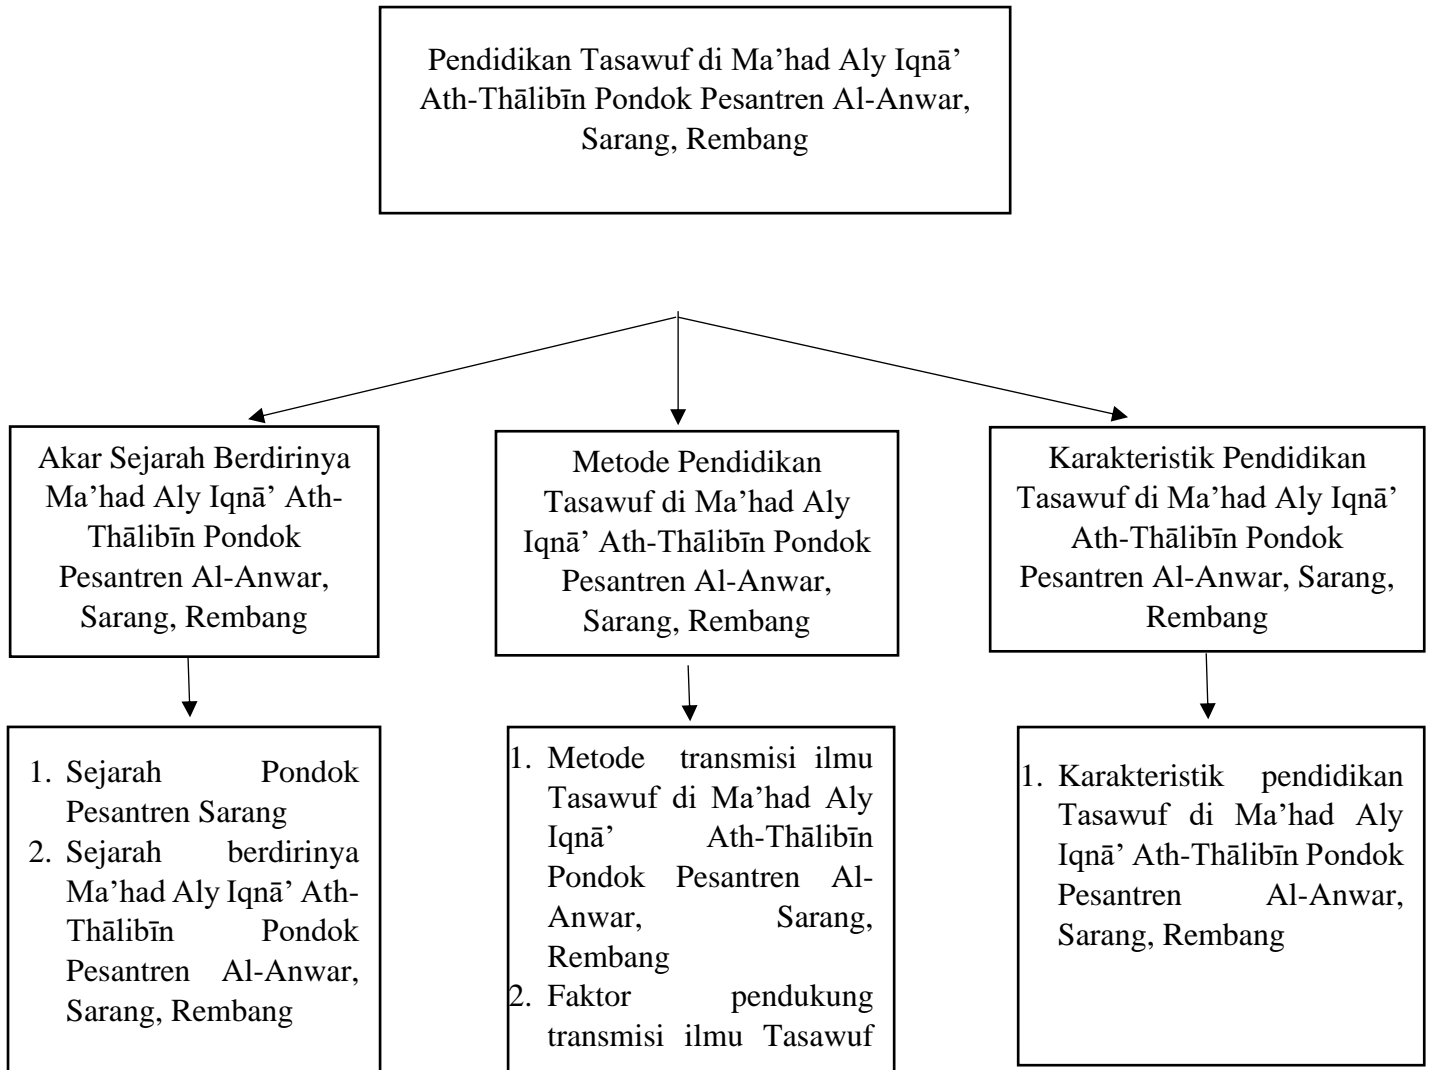 Pendidikan Tasawuf di Ma’had Aly Iqnā’
Ath-Thālibīn Pondok Pesantren Al-Anwar,
Sarang, Rembang
Akar Sejarah Berdirinya
Ma’had Aly Iqnā’ Ath-
Thālibīn Pondok
Pesantren Al-Anwar,
Sarang, Rembang
Metode Pendidikan
Tasawuf di Ma’had Aly
Iqnā’ Ath-Thālibīn Pondok
Pesantren Al-Anwar,
Sarang, Rembang
Karakteristik Pendidikan
Tasawuf di Ma’had Aly Iqnā’
Ath-Thālibīn Pondok
Pesantren Al-Anwar, Sarang,
Rembang
1. Sejarah Pondok
Pesantren Sarang
2. Sejarah berdirinya
Ma’had Aly Iqnā’ Ath-
Thālibīn Pondok
Pesantren Al-Anwar,
Sarang, Rembang
1. Metode transmisi ilmu
Tasawuf di Ma’had Aly
Iqnā’ Ath-Thālibīn
Pondok Pesantren Al-
Anwar, Sarang,
Rembang
2. Faktor pendukung
transmisi ilmu Tasawuf
1. Karakteristik pendidikan
Tasawuf di Ma’had Aly
Iqnā’ Ath-Thālibīn Pondok
Pesantren Al-Anwar,
Sarang, Rembang